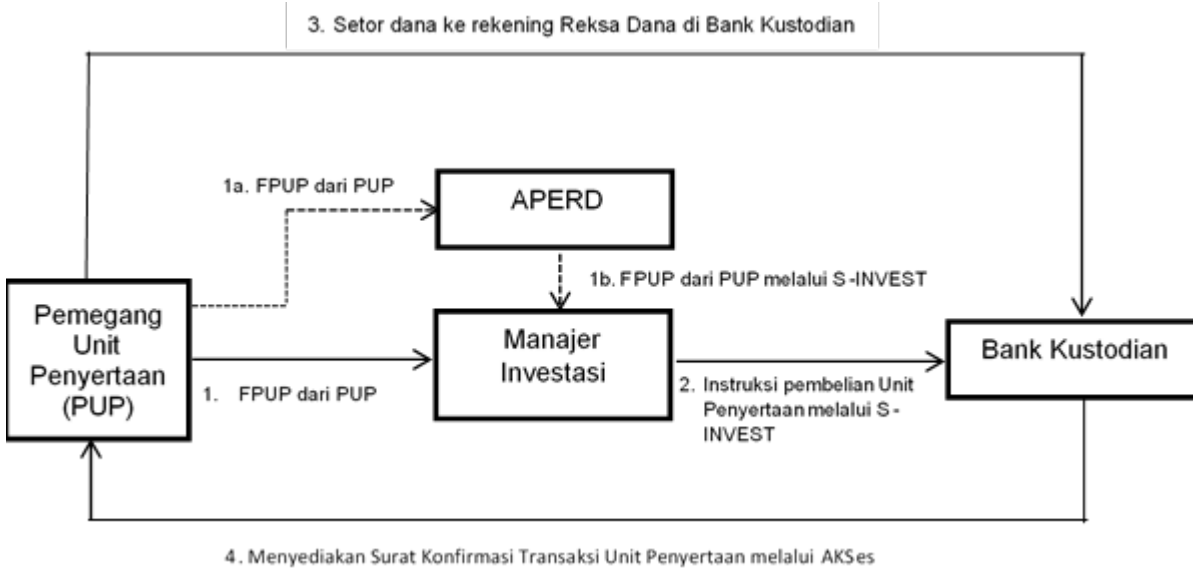 3. Setor dana ke rekening Reksa Dana di Bank Kustodian
1a. FPUP dari PUP
APERD
1b. FPUP dari PUP melalui S-INVEST
Pemegang
Unit
Penyertaan
(PUP)
1. FPUP dari PUP
Manajer
Investasi
2. Instruksi pembelian Unit
Penyertaan melalui S-
INVEST
Bank Kustodian
4. Menyediakan Surat Konfirmasi Transaksi Unit Penyertaan melalui AKSes